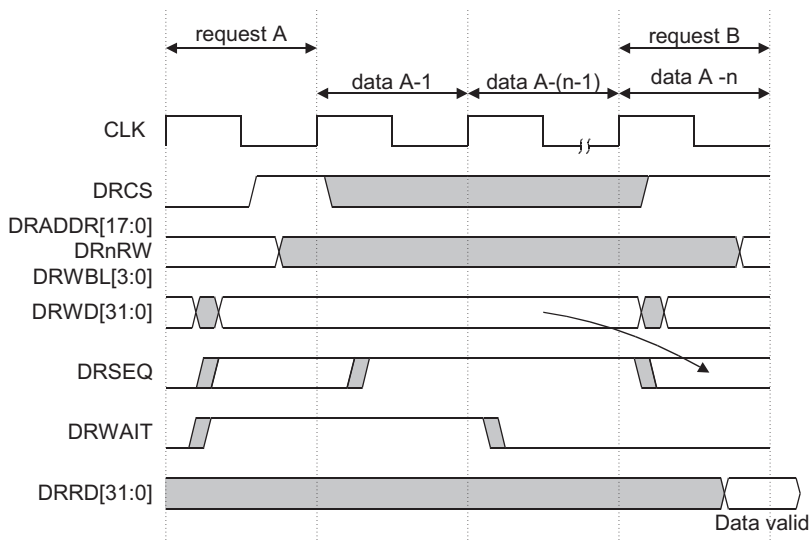 request A
request B
data A-1
data A-(n-1)
data A -n
CLK
DRCS
DRADDR[17:0]
DRnRW
DRWBL[3:0]
DRWD[31:0]
DRSEQ
DRWAIT
DRRD[31:0]
Data valid